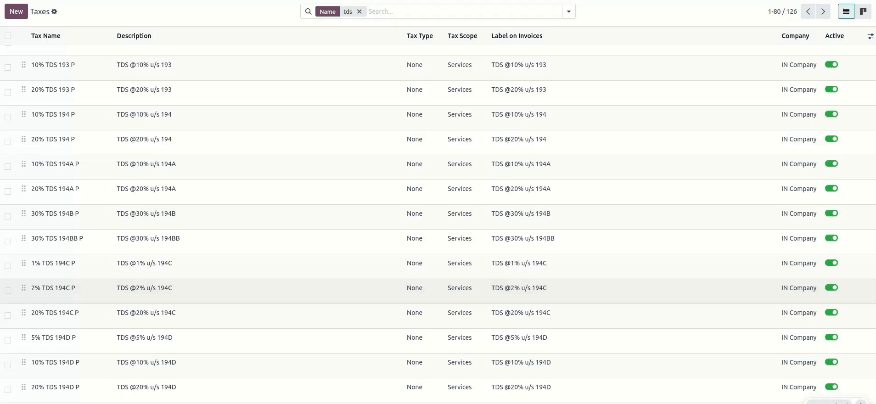 New Taxes Name tds Search... 1-80 / 126
Tax Name Description Tax Type Tax Scope Label on Invoices Company Active
10% TDS 193 P TDS @10% u/s 193 None Services TDS @10% u/s 193 IN Company
20% TDS 193 P TDS @20% u/s 193 None Services TDS @20% u/s 193 IN Company
10% TDS 194 P TDS @10% u/s 194 None Services TDS @10% u/s 194 IN Company
20% TDS 194 P TDS @20% u/s 194 None Services TDS @20% u/s 194 IN Company
10% TDS 194A P TDS @10% u/s 194A None Services TDS @10% u/s 194A IN Company
20% TDS 194A P TDS @20% u/s 194A None Services TDS @20% u/s 194A IN Company
30% TDS 194B P TDS @30% u/s 194B None Services TDS @30% u/s 194B IN Company
30% TDS 194BB P TDS @30% u/s 194BB None Services TDS @30% u/s 194BB IN Company
1% TDS 194C P TDS @1% u/s 194C None Services TDS @1% u/s 194C IN Company
2% TDS 194C P TDS @2% u/s 194C None Services TDS @2% u/s 194C IN Company
20% TDS 194C P TDS @20% u/s 194C None Services TDS @20% u/s 194C IN Company
5% TDS 194D P TDS @5% u/s 194D None Services TDS @5% u/s 194D IN Company
10% TDS 194D P TDS @10% u/s 194D None Services TDS @10% u/s 194D IN Company
20% TDS 194D P TDS @20% u/s 194D None Services TDS @20% u/s 194D IN Company